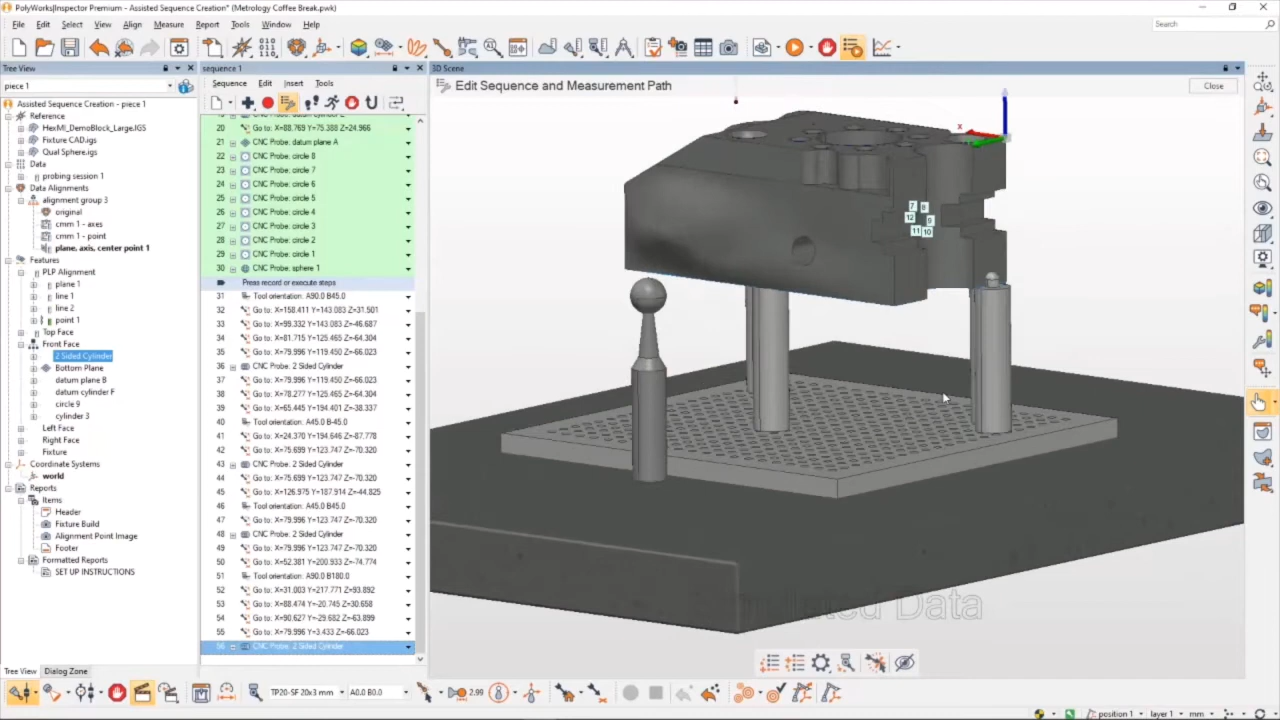 PolyWorks|Inspector Premium - Assisted Sequence Creation* (Metrology Coffee Break.pwk)
File Edit Select View Align Measure Report Tools Window Help
Search
Tree View
piece 1
Assisted Sequence Creation - piece 1
Reference
HexMI_DemoBlock_Large.IGS
Fixture CAD.igs
Qual Sphere.igs
Data
probing session 1
Data Alignments
alignment group 3
original
cmm 1 - axes
cmm 1 - point
plane, axis, center point 1
Features
PLP Alignment
plane 1
line 1
line 2
point 1
Top Face
Front Face
2 Sided Cylinder
Bottom Plane
datum plane B
datum cylinder F
circle 9
cylinder 3
Left Face
Right Face
Fixture
Coordinate Systems
world
Reports
Items
Header
Fixture Build
Alignment Point Image
Footer
Formatted Reports
SET UP INSTRUCTIONS
Tree View Dialog Zone
sequence 1
Sequence Edit Insert Tools
20 Go to: X=88.769 Y=75.388 Z=24.966
21 CNC Probe: datum plane A
22 CNC Probe: circle 8
23 CNC Probe: circle 7
24 CNC Probe: circle 6
25 CNC Probe: circle 5
26 CNC Probe: circle 4
27 CNC Probe: circle 3
28 CNC Probe: circle 2
29 CNC Probe: circle 1
30 CNC Probe: sphere 1
Press record or execute steps
31 Tool orientation: A90.0 B45.0
32 Go to: X=158.411 Y=143.083 Z=31.501
33 Go to: X=99.332 Y=143.083 Z=-46.687
34 Go to: X=81.715 Y=125.465 Z=-64.304
35 Go to: X=79.996 Y=119.450 Z=-66.023
36 CNC Probe: 2 Sided Cylinder
37 Go to: X=79.996 Y=119.450 Z=-66.023
38 Go to: X=78.277 Y=125.465 Z=-64.304
39 Go to: X=65.445 Y=194.401 Z=-38.337
40 Tool orientation: A45.0 B-45.0
41 Go to: X=24.370 Y=194.646 Z=-87.778
42 Go to: X=75.699 Y=123.747 Z=-70.320
43 CNC Probe: 2 Sided Cylinder
44 Go to: X=75.699 Y=123.747 Z=-70.320
45 Go to: X=126.975 Y=187.914 Z=-44.825
46 Tool orientation: A45.0 B45.0
47 Go to: X=79.996 Y=123.747 Z=-70.320
48 CNC Probe: 2 Sided Cylinder
49 Go to: X=79.996 Y=123.747 Z=-70.320
50 Go to: X=52.381 Y=200.933 Z=-74.774
51 Tool orientation: A90.0 B180.0
52 Go to: X=31.003 Y=217.771 Z=93.892
53 Go to: X=88.474 Y=-20.745 Z=30.658
54 Go to: X=90.627 Y=-29.682 Z=-63.899
55 Go to: X=79.996 Y=3.433 Z=-66.023
56 CNC Probe: 2 Sided Cylinder
3D Scene
Edit Sequence and Measurement Path
Close
x
7 8
12 9
11 10
Data
TP20-SF 20x3 mm A0.0 B0.0 2.99
position 1 layer 1 mm